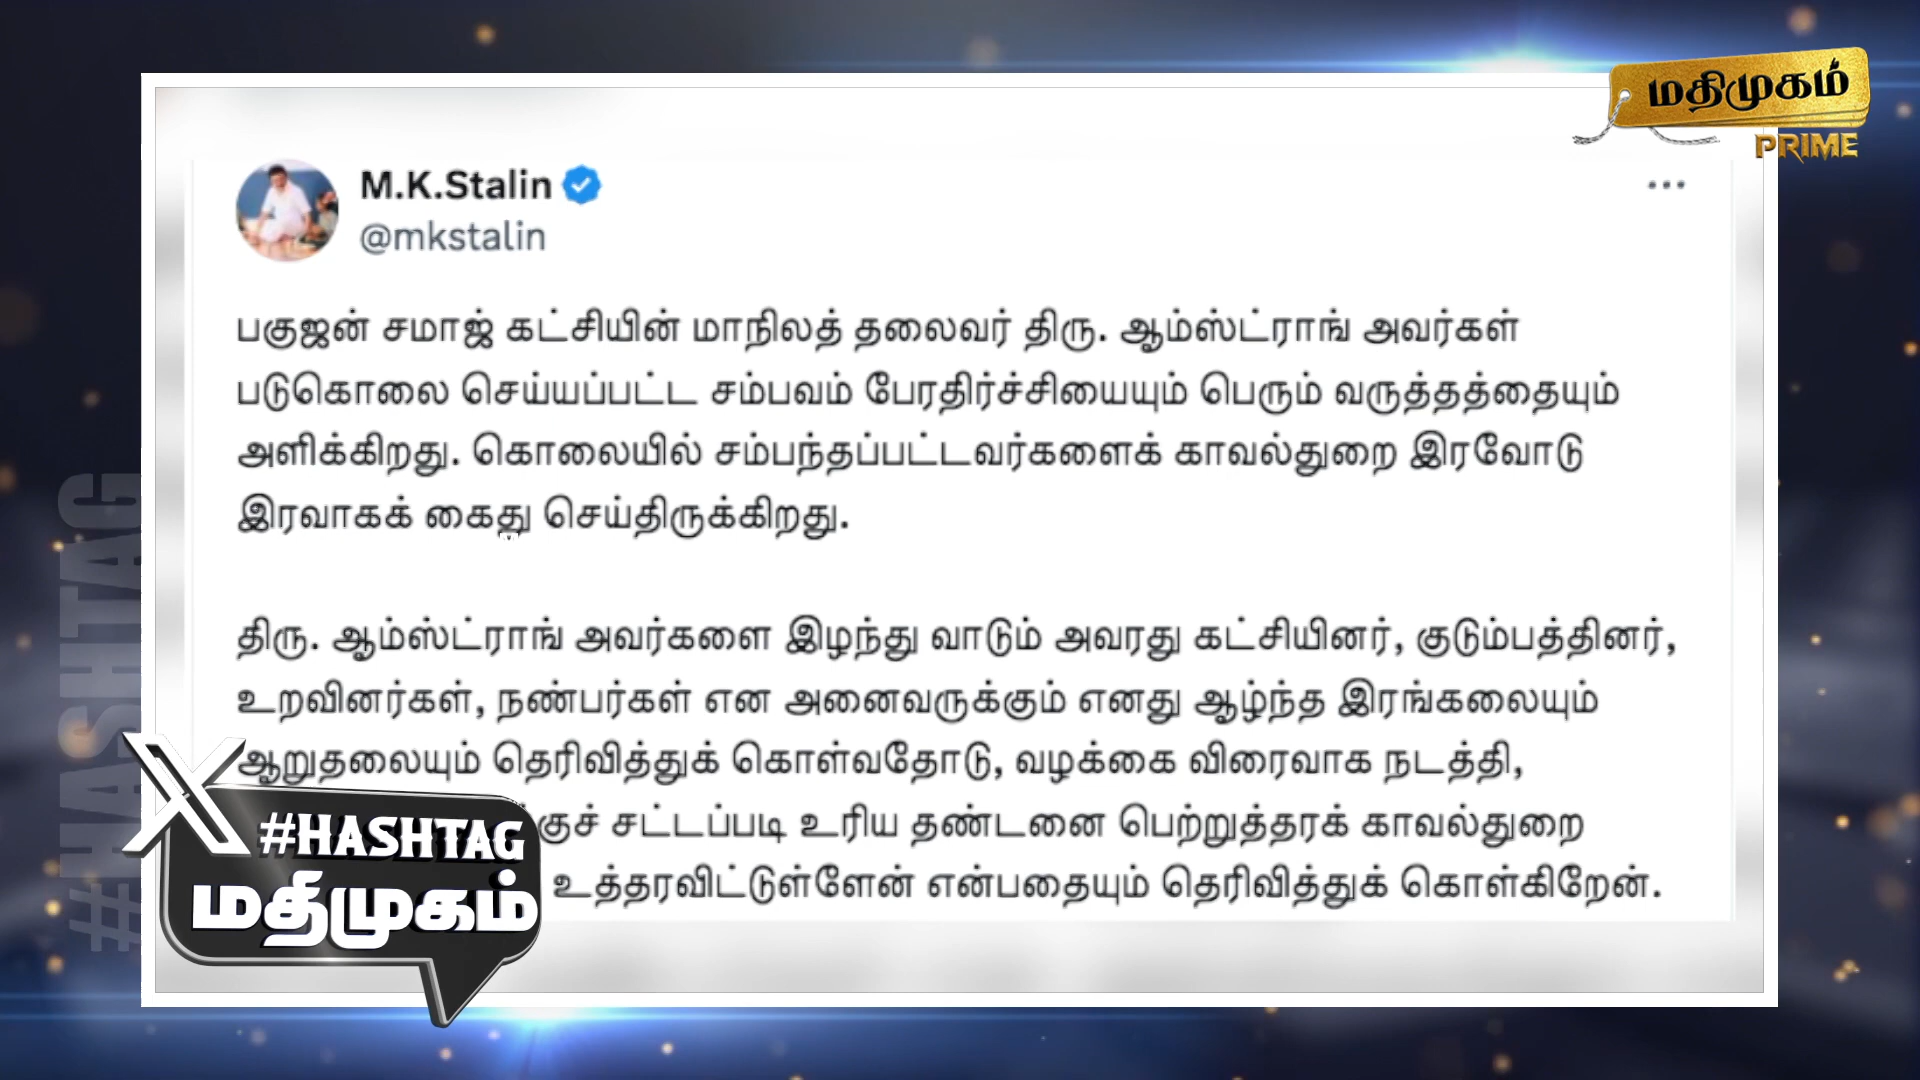 மதிமுகம்
PRIME
M.K.Stalin
@mkstalin
பகுஜன் சமாஜ் கட்சியின் மாநிலத் தலைவர் திரு. ஆம்ஸ்ட்ராங் அவர்கள்
படுகொலை செய்யப்பட்ட சம்பவம் பேரதிர்ச்சியையும் பெரும் வருத்தத்தையும்
அளிக்கிறது. கொலையில் சம்பந்தப்பட்டவர்களைக் காவல்துறை இரவோடு
இரவாகக் கைது செய்திருக்கிறது.
திரு. ஆம்ஸ்ட்ராங் அவர்களை இழந்து வாடும் அவரது கட்சியினர், குடும்பத்தினர்,
உறவினர்கள், நண்பர்கள் என அனைவருக்கும் எனது ஆழ்ந்த இரங்கலையும்
ஆறுதலையும் தெரிவித்துக் கொள்வதோடு, வழக்கை விரைவாக நடத்தி,
சட்டப்படி உரிய தண்டனை பெற்றுத்தரக் காவல்துறை
உத்தரவிட்டுள்ளேன் என்பதையும் தெரிவித்துக் கொள்கிறேன்.
#HASHTAG
X #HASHTAG
மதிமுகம்